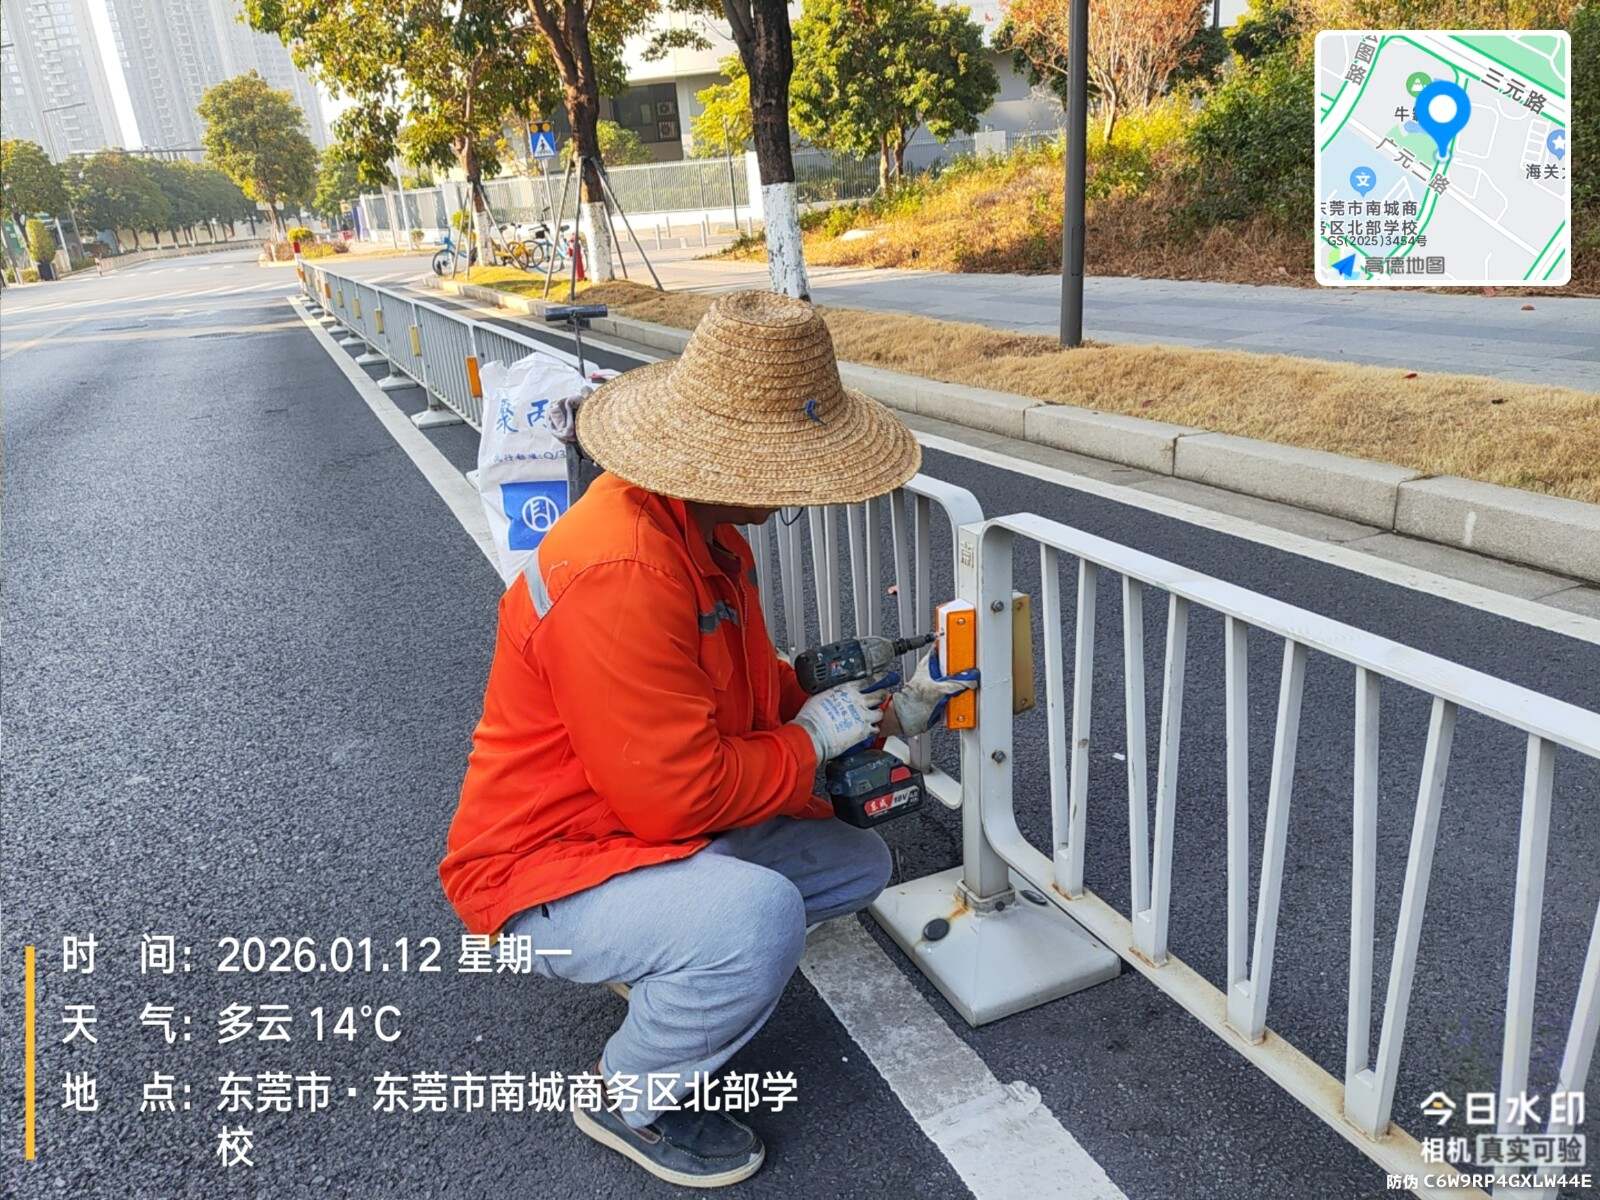 三元路
广元二路
海关
东莞市南城商
务区北部学校
GS(2025)3454号
高德地图
聚丙
18V
时 间：2026.01.12 星期一
天 气：多云 14℃
地 点：东莞市·东莞市南城商务区北部学
校
今日水印
相机 真实可验
防伪 C6W9RP4GXLW44E